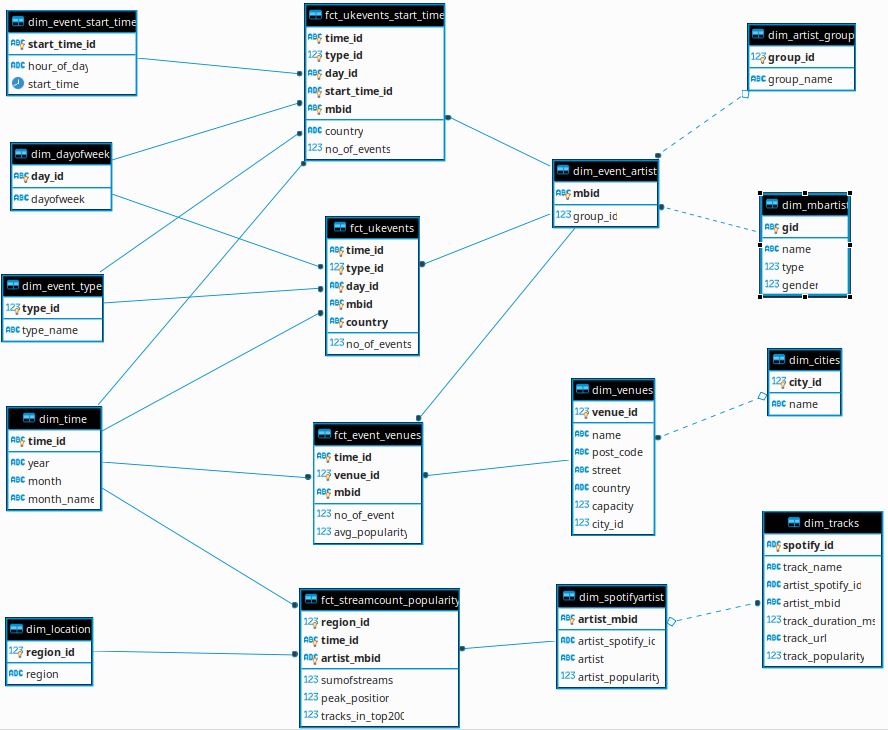 dim_event_start_time
start_time_id
hour_of_day
start_time
fct_ukevents_start_time
time_id
type_id
day_id
start_time_id
mbid
country
no_of_events
dim_artist_group
group_id
group_name
dim_dayofweek
day_id
dayofweek
dim_event_artist
mbid
group_id
dim_mbartist
gid
name
type
gender
fct_ukevents
time_id
type_id
day_id
mbid
country
no_of_events
dim_event_type
type_id
type_name
dim_cities
city_id
name
dim_venues
venue_id
name
post_code
street
country
capacity
city_id
dim_time
time_id
year
month
month_name
fct_event_venues
time_id
venue_id
mbid
no_of_event
avg_popularity
dim_tracks
spotify_id
track_name
artist_spotify_id
artist_mbid
track_duration_ms
track_url
track_popularity
fct_streamcount_popularity
region_id
time_id
artist_mbid
sumofstreams
peak_position
tracks_in_top200
dim_spotifyartist
artist_mbid
artist_spotify_id
artist
artist_popularity
dim_location
region_id
region